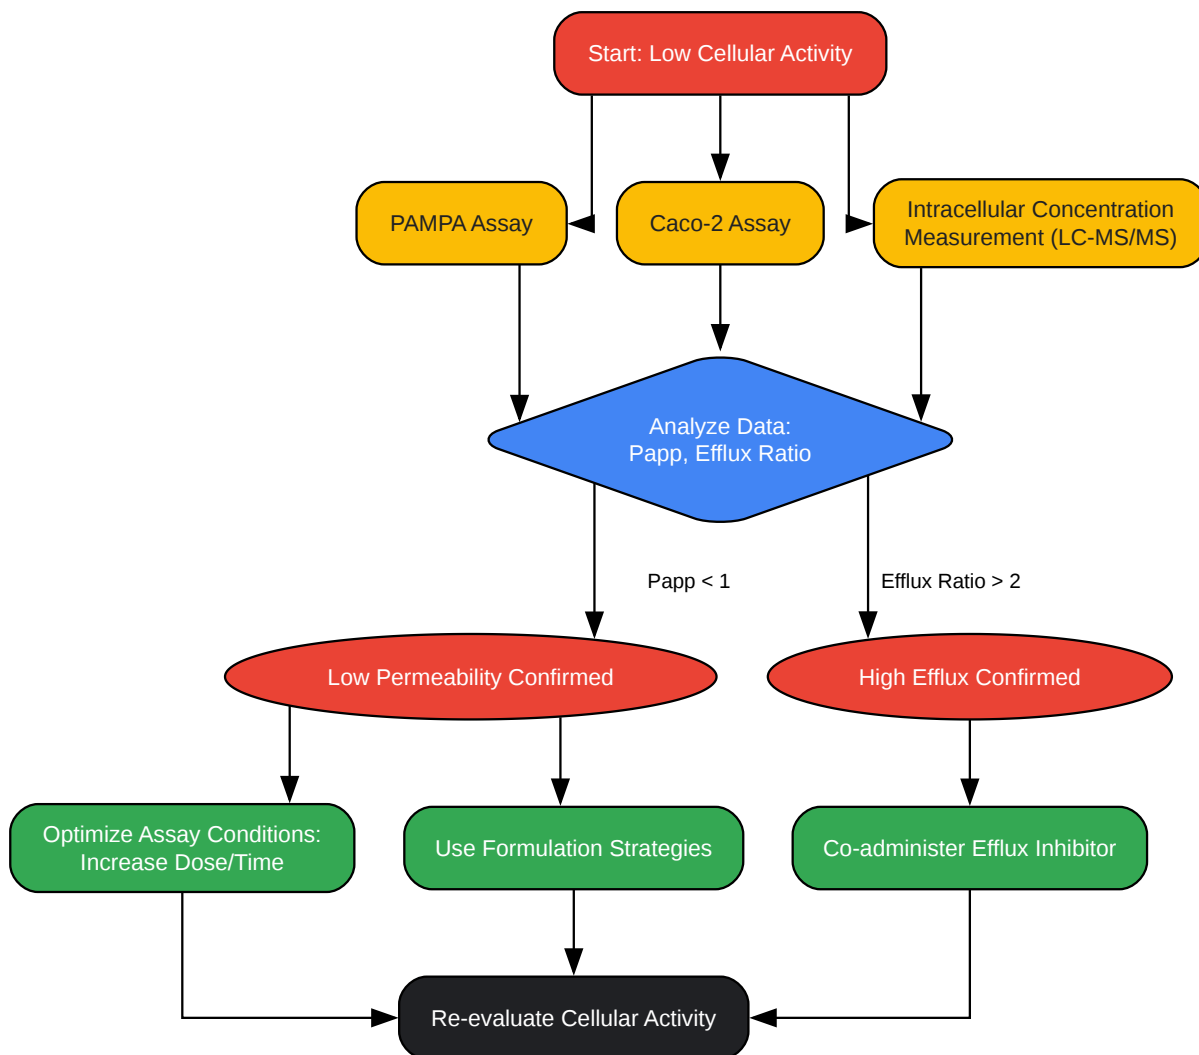 Start: Low Cellular Activity
PAMPA Assay
Caco-2 Assay
Intracellular Concentration
Measurement (LC-MS/MS)
Analyze Data:
Papp, Efflux Ratio
Papp < 1
Efflux Ratio > 2
Low Permeability Confirmed
High Efflux Confirmed
Optimize Assay Conditions:
Increase Dose/Time
Use Formulation Strategies
Co-administer Efflux Inhibitor
Re-evaluate Cellular Activity